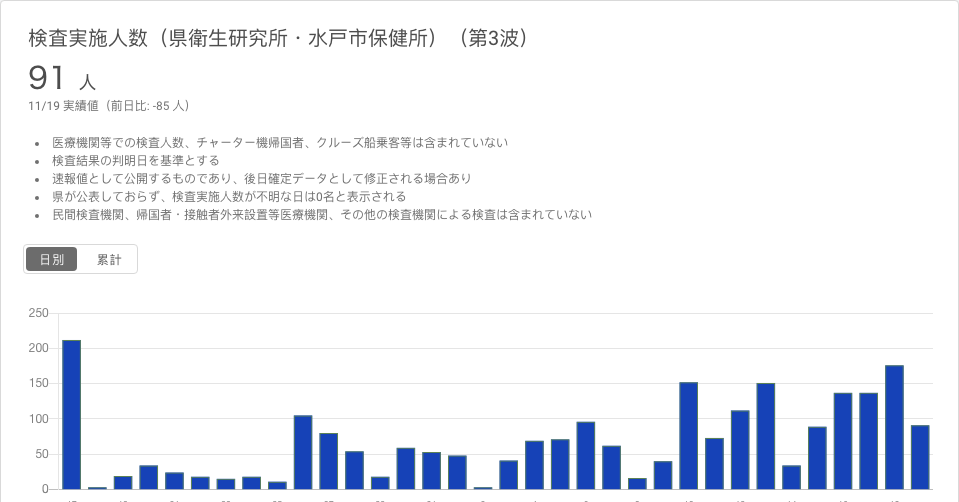 検査実施人数（県衛生研究所・水戸市保健所）（第3波）
91 人
11/19 実績値（前日比: -85 人）
医療機関等での検査人数、チャーター機帰国者、クルーズ船乗客等は含まれていない
検査結果の判明日を基準とする
速報値として公開するものであり、後日確定データとして修正される場合あり
県が公表しておらず、検査実施人数が不明な日は0名と表示される
民間検査機関、帰国者・接触者外来設置等医療機関、その他の検査機関による検査は含まれていない
日別 累計
250
200
150
100
50
0